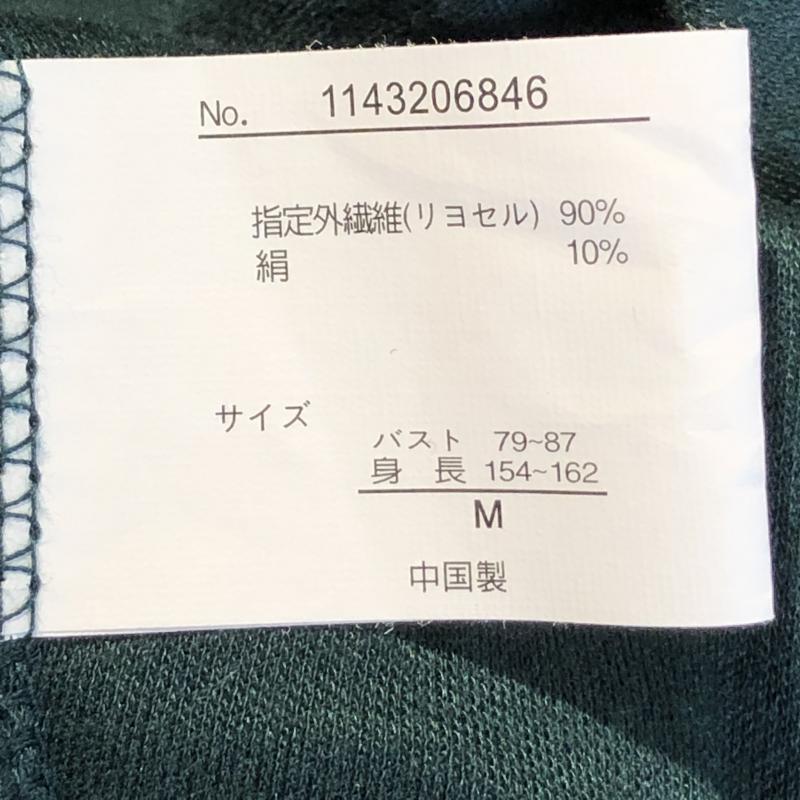 No. 1143206846
指定外繊維(リヨセル) 90%
絹 10%
サイズ
バスト 79~87
身長 154~162
M
中国製